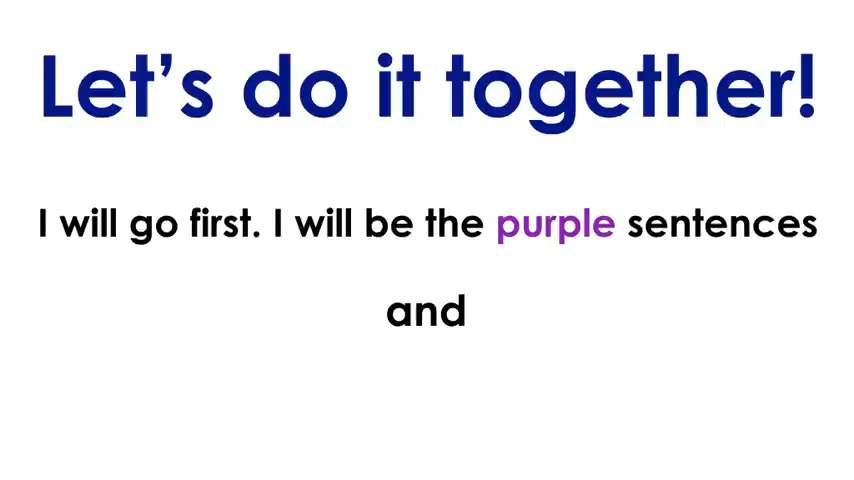 Let’s do it together!
I will go first. I will be the purple sentences
and